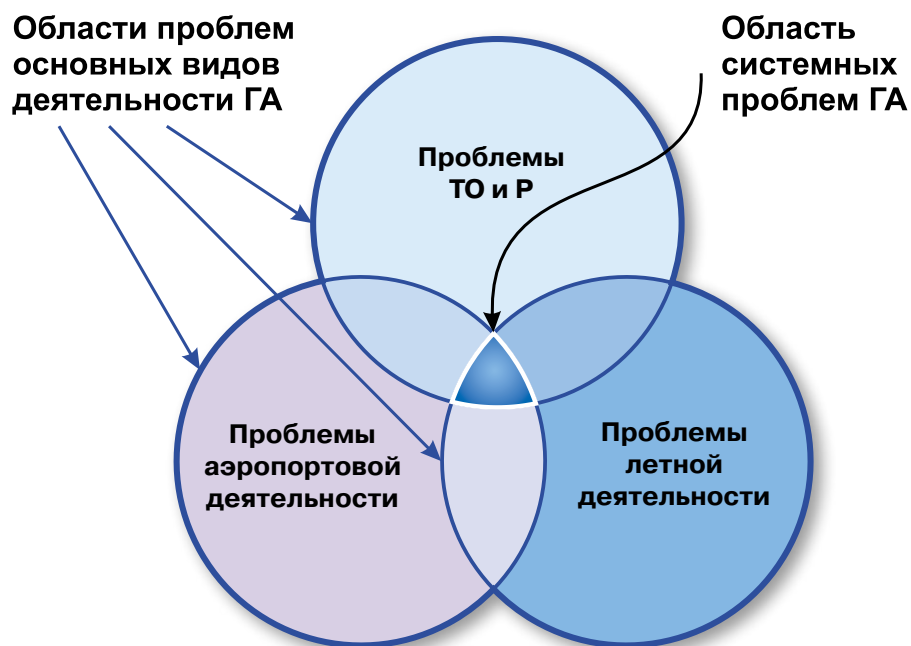 Области проблем
основных видов
деятельности ГА
Область
системных
проблем ГА
Проблемы
ТО и Р
Проблемы
аэропортовой
деятельности
Проблемы
летной
деятельности